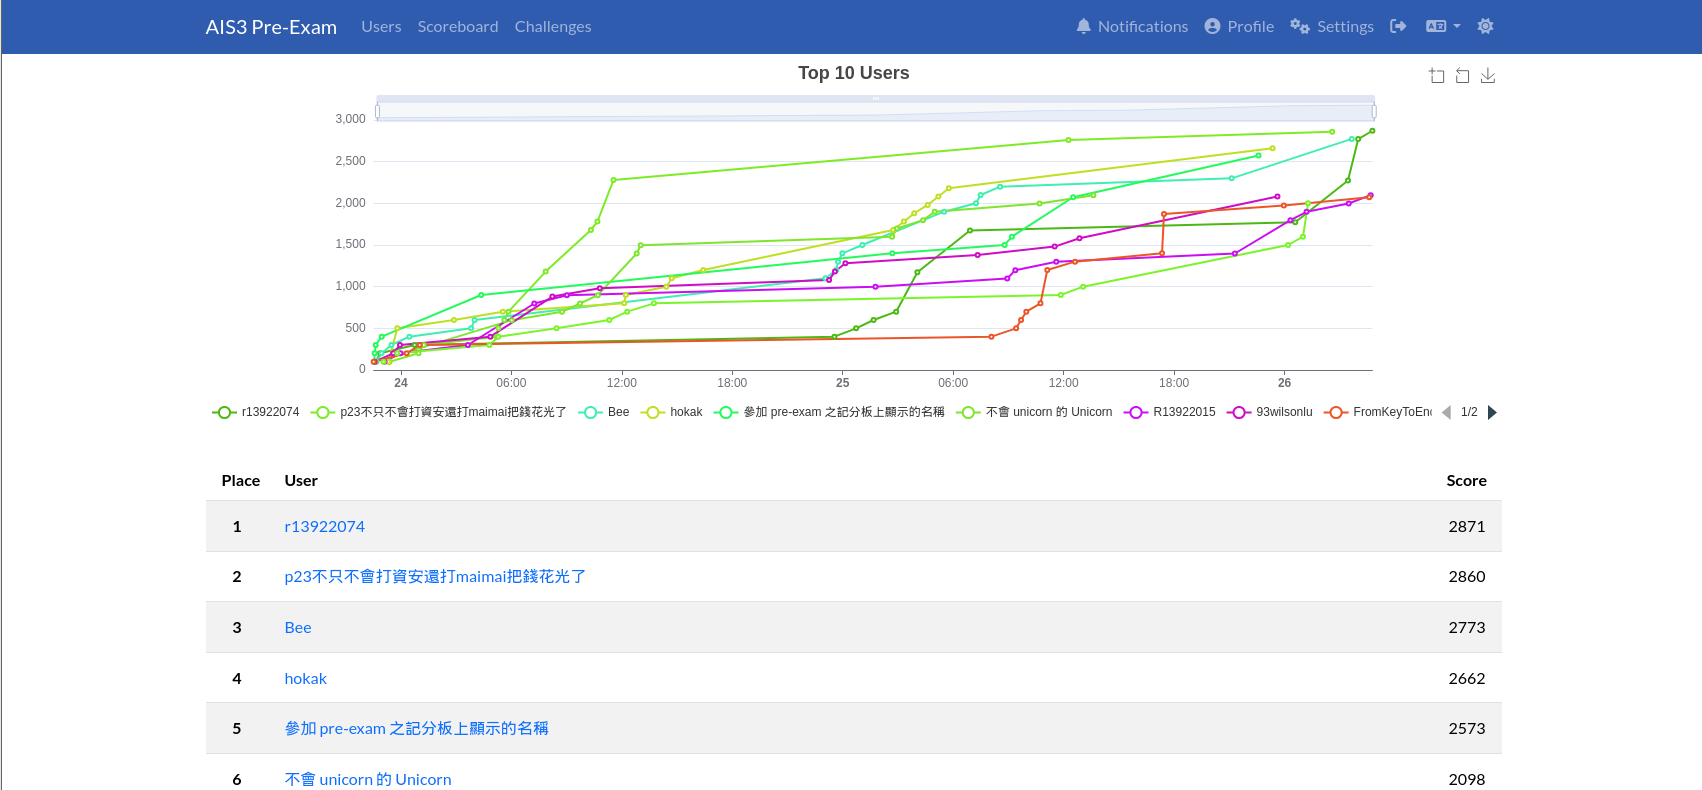 AIS3 Pre-Exam Users Scoreboard Challenges Notifications Profile Settings
Top 10 Users
3,000
2,500
2,000
1,500
1,000
500
0
24 06:00 12:00 18:00 25 06:00 12:00 18:00 26
r13922074 p23不只不會打資安還打maimai把錢花光了 Bee hokak 參加 pre-exam 之記分板上顯示的名稱 不會 unicorn 的 Unicorn R13922015 93wilsonlu FromKeyToEnd 1/2
Place User Score
1 r13922074 2871
2 p23不只不會打資安還打maimai把錢花光了 2860
3 Bee 2773
4 hokak 2662
5 參加 pre-exam 之記分板上顯示的名稱 2573
6 不會 unicorn 的 Unicorn 2098